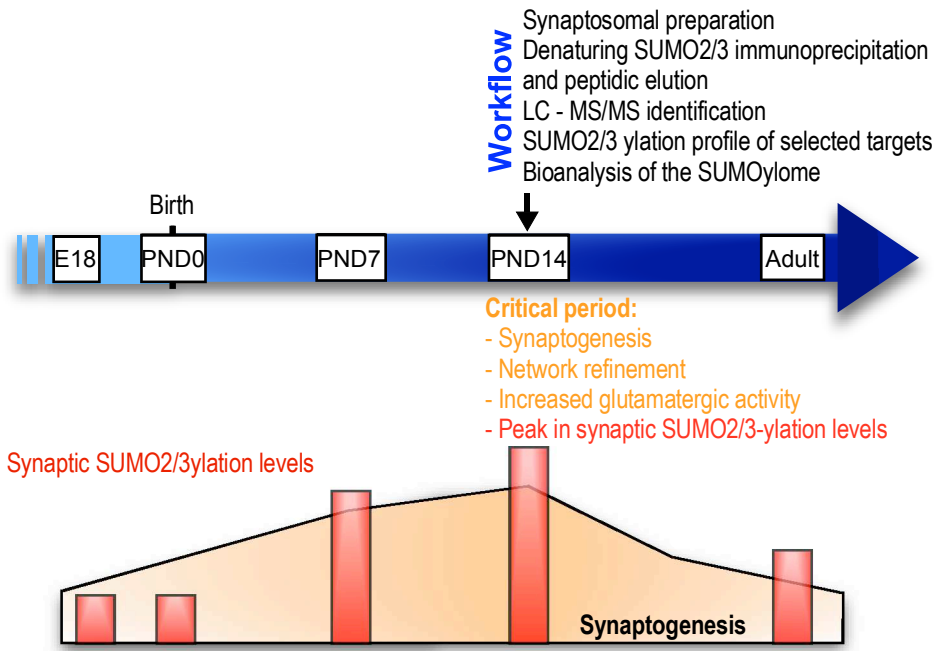 Workflow
Synaptosomal preparation
Denaturing SUMO2/3 immunoprecipitation
and peptidic elution
LC - MS/MS identification
SUMO2/3 ylation profile of selected targets
Bioanalysis of the SUMOylome
Birth
E18
PND0
PND7
PND14
Adult
Critical period:
- Synaptogenesis
- Network refinement
- Increased glutamatergic activity
- Peak in synaptic SUMO2/3-ylation levels
Synaptic SUMO2/3ylation levels
Synaptogenesis